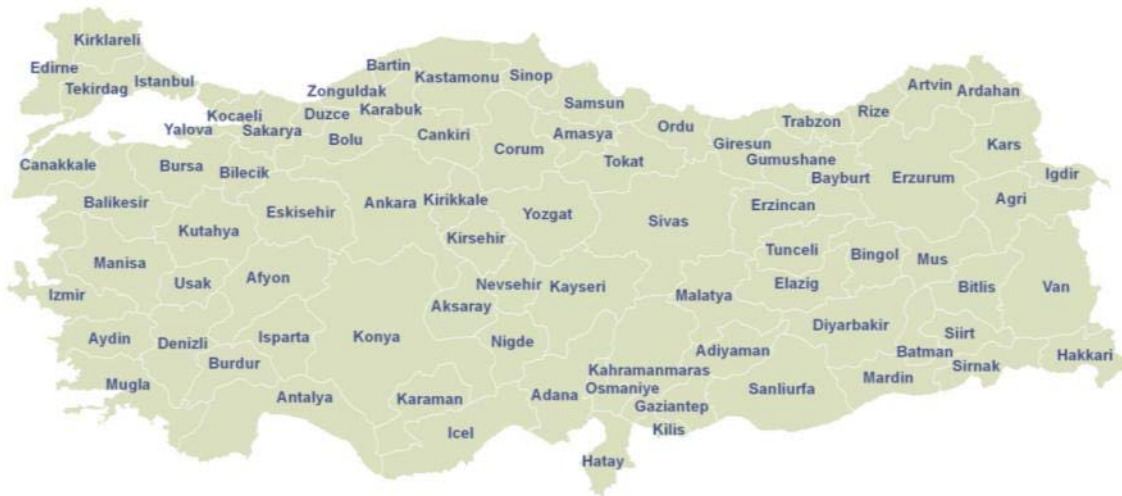 Kirklareli
Edirne
Tekirdag
Istanbul
Bartin
Kastamonu
Sinop
Zonguldak
Samsun
Artvin
Ardahan
Kocaeli
Duzce
Karabuk
Rize
Yalova
Sakarya
Bolu
Cankiri
Amasya
Ordu
Trabzon
Giresun
Corum
Kars
Canakkale
Bursa
Bilecik
Tokat
Gumushane
Bayburt
Erzurum
Igdir
Balikesir
Eskisehir
Ankara
Kirikkale
Yozgat
Sivas
Erzincan
Agri
Kutahya
Kirsehir
Tunceli
Bingol
Mus
Manisa
Usak
Afyon
Nevsehir
Kayseri
Malatya
Elazig
Bitlis
Van
Izmir
Aksaray
Aydin
Denizli
Isparta
Konya
Nigde
Diyarbakir
Siirt
Burdur
Adiyaman
Batman
Hakkari
Kahramanmaras
Sirnak
Mugla
Antalya
Karaman
Adana
Osmaniye
Sanliurfa
Mardin
Gaziantep
Icel
Kilis
Hatay